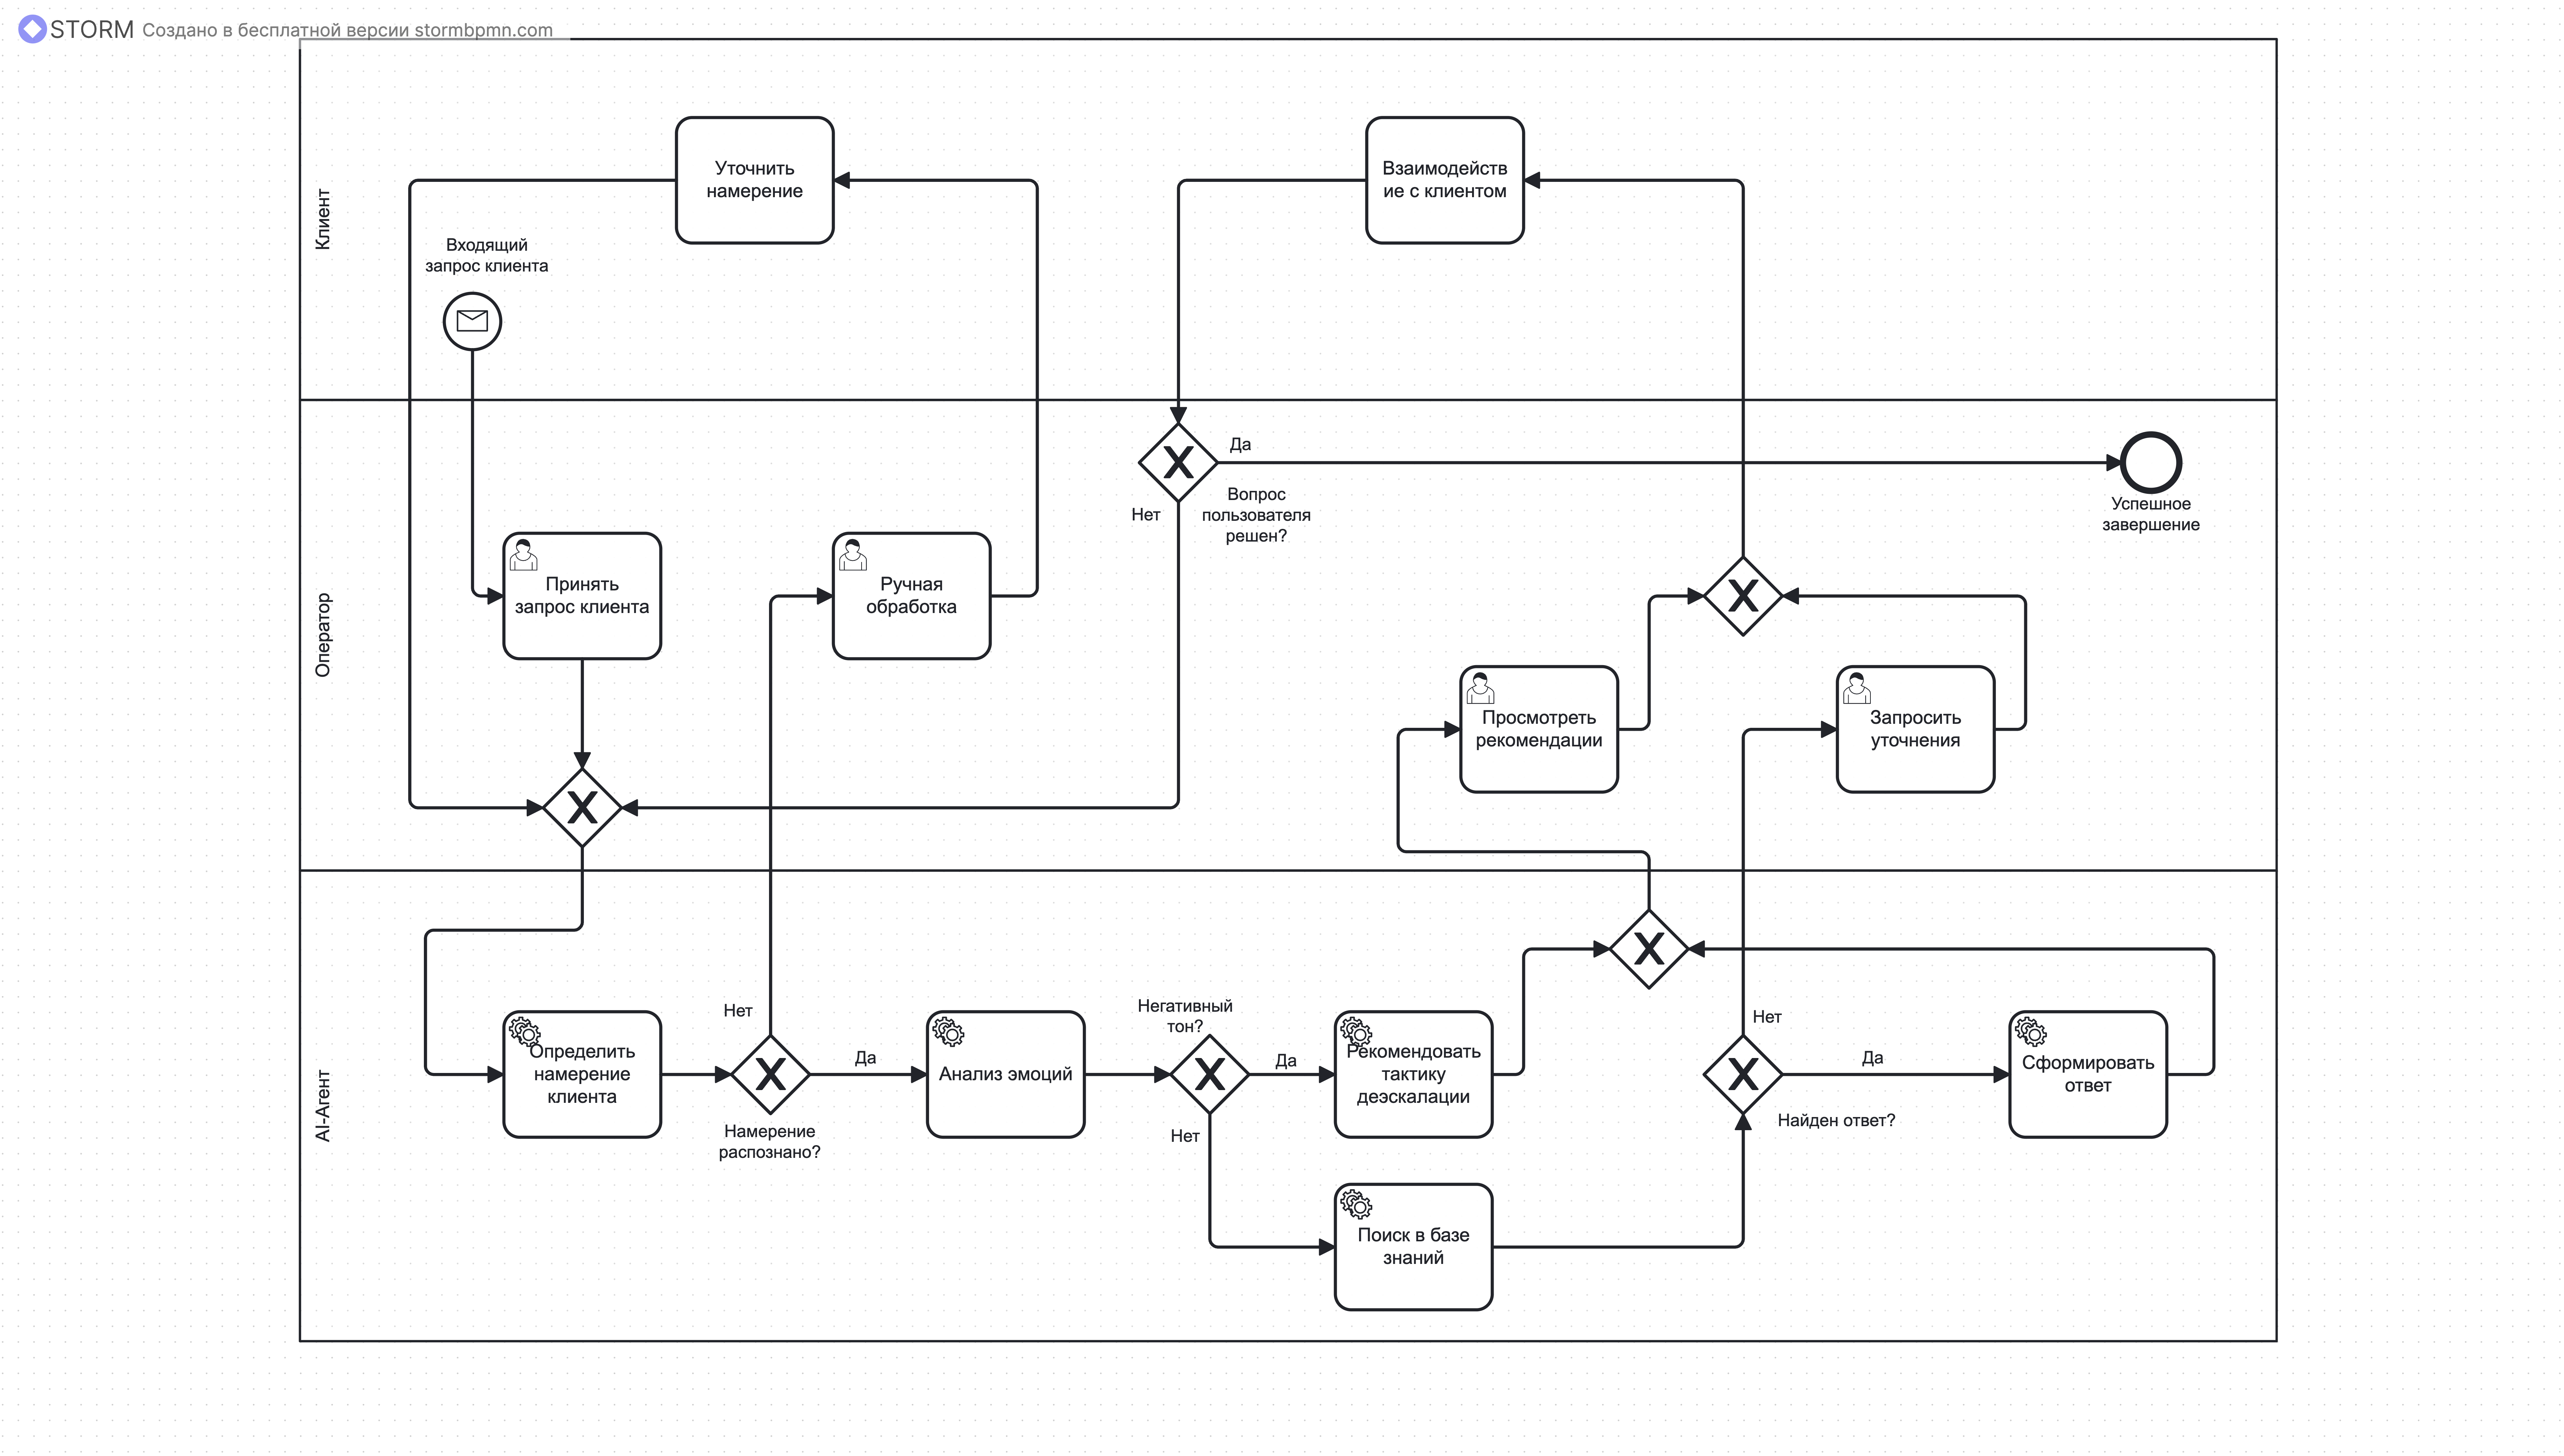 STORM Создано в бесплатной версии stormbpmn.com
Клиент
Уточнить
намерение
Взаимодейств
ие с клиентом
Входящий
запрос клиента
Оператор
Да
Вопрос
пользователя
решен?
Нет
Успешное
завершение
Принять
запрос клиента
Ручная
обработка
Просмотреть
рекомендации
Запросить
уточнения
AI-Агент
Определить
намерение
клиента
Нет
Да
Намерение
распознано?
Анализ эмоций
Негативный
тон?
Да
Нет
Рекомендовать
тактику
деэскалации
Поиск в базе
знаний
Нет
Да
Найден ответ?
Сформировать
ответ